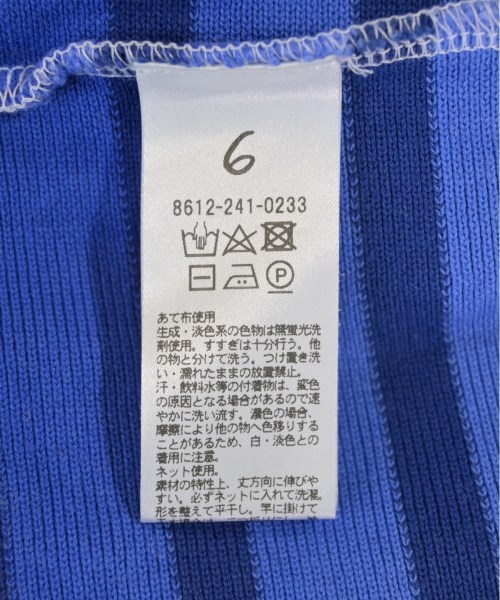 6
8612-241-0233
P
あて布使用
生成・淡色系の色物は無蛍光洗
剤使用。すすぎは十分行う。他
の物と分けて洗う。つけ置き洗
い・濡れたままの放置禁止。
汗・飲料水等の付着物は、変色
の原因となる場合があるので速
やかに洗い流す。濃色の場合、
摩擦により他の物へ色移りする
ことがあるため、白・淡色との
着用に注意。
ネット使用。
素材の特性上、丈方向に伸びや
すい。必ずネットに入れて洗濯、
形を整えて平干し。竿に掛けて